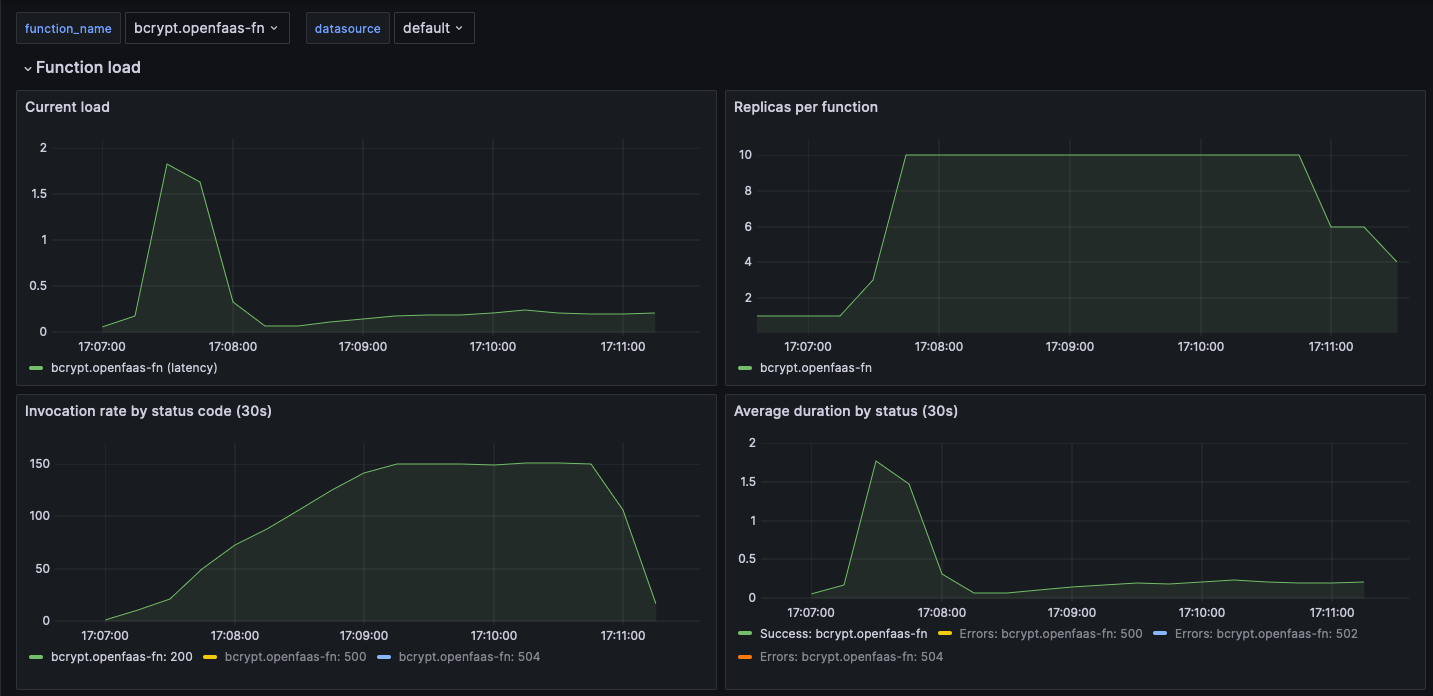 function_name bcrypt.openfaas-fn datasource default
Function load
Current load
2
1.5
1
0.5
0
17:07:00 17:08:00 17:09:00 17:10:00 17:11:00
bcrypt.openfaas-fn (latency)
Replicas per function
10
8
6
4
2
17:07:00 17:08:00 17:09:00 17:10:00 17:11:00
bcrypt.openfaas-fn
Invocation rate by status code (30s)
150
100
50
0
17:07:00 17:08:00 17:09:00 17:10:00 17:11:00
bcrypt.openfaas-fn: 200 bcrypt.openfaas-fn: 500 bcrypt.openfaas-fn: 504
Average duration by status (30s)
2
1.5
1
0.5
0
17:07:00 17:08:00 17:09:00 17:10:00 17:11:00
Success: bcrypt.openfaas-fn Errors: bcrypt.openfaas-fn: 500 Errors: bcrypt.openfaas-fn: 502
Errors: bcrypt.openfaas-fn: 504